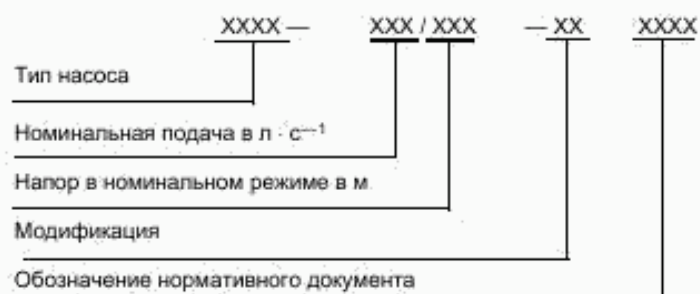 XXXX — XXX / XXX — XX XXXX
Тип насоса
Номинальная подача в л · с—1
Напор в номинальном режиме в м
Модификация
Обозначение нормативного документа